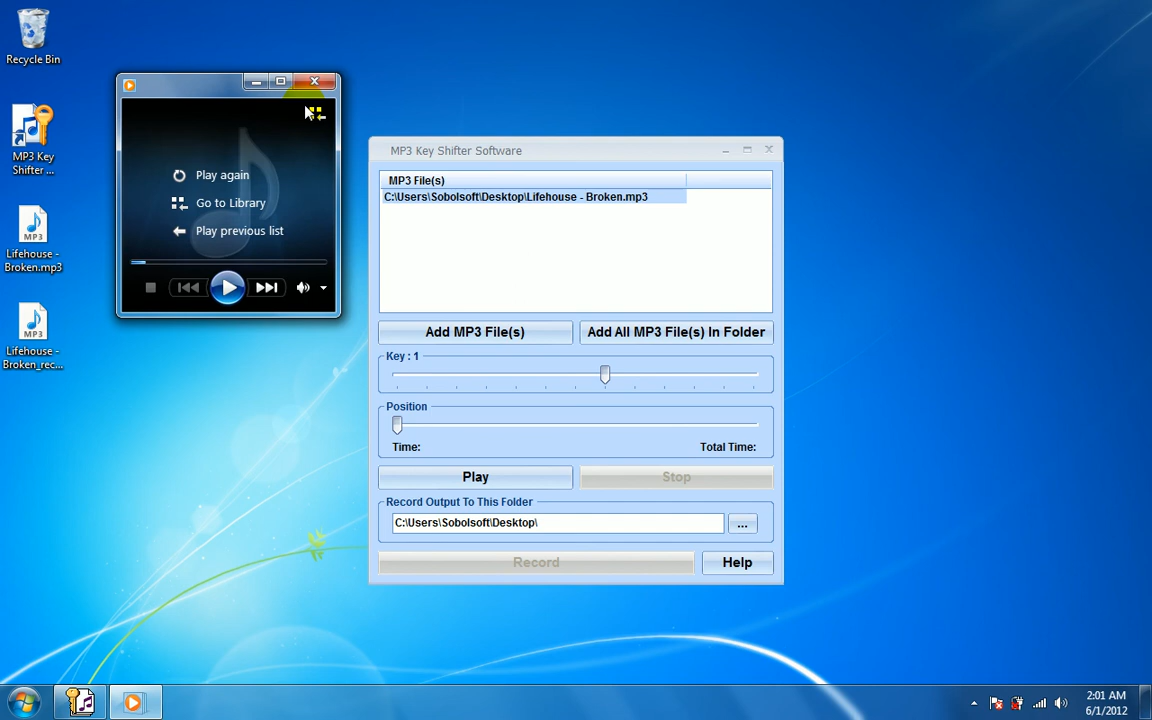 Recycle Bin
MP3 Key
Shifter ...
MP3
Lifehouse -
Broken.mp3
MP3
Lifehouse -
Broken_rec...
Play again
Go to Library
Play previous list
MP3 Key Shifter Software
MP3 File(s)
C:\Users\Sobolsoft\Desktop\Lifehouse - Broken.mp3
Add MP3 File(s)
Add All MP3 File(s) In Folder
Key : 1
Position
Time:
Total Time:
Play
Stop
Record Output To This Folder
C:\Users\Sobolsoft\Desktop\
...
Record
Help
2:01 AM
6/1/2012